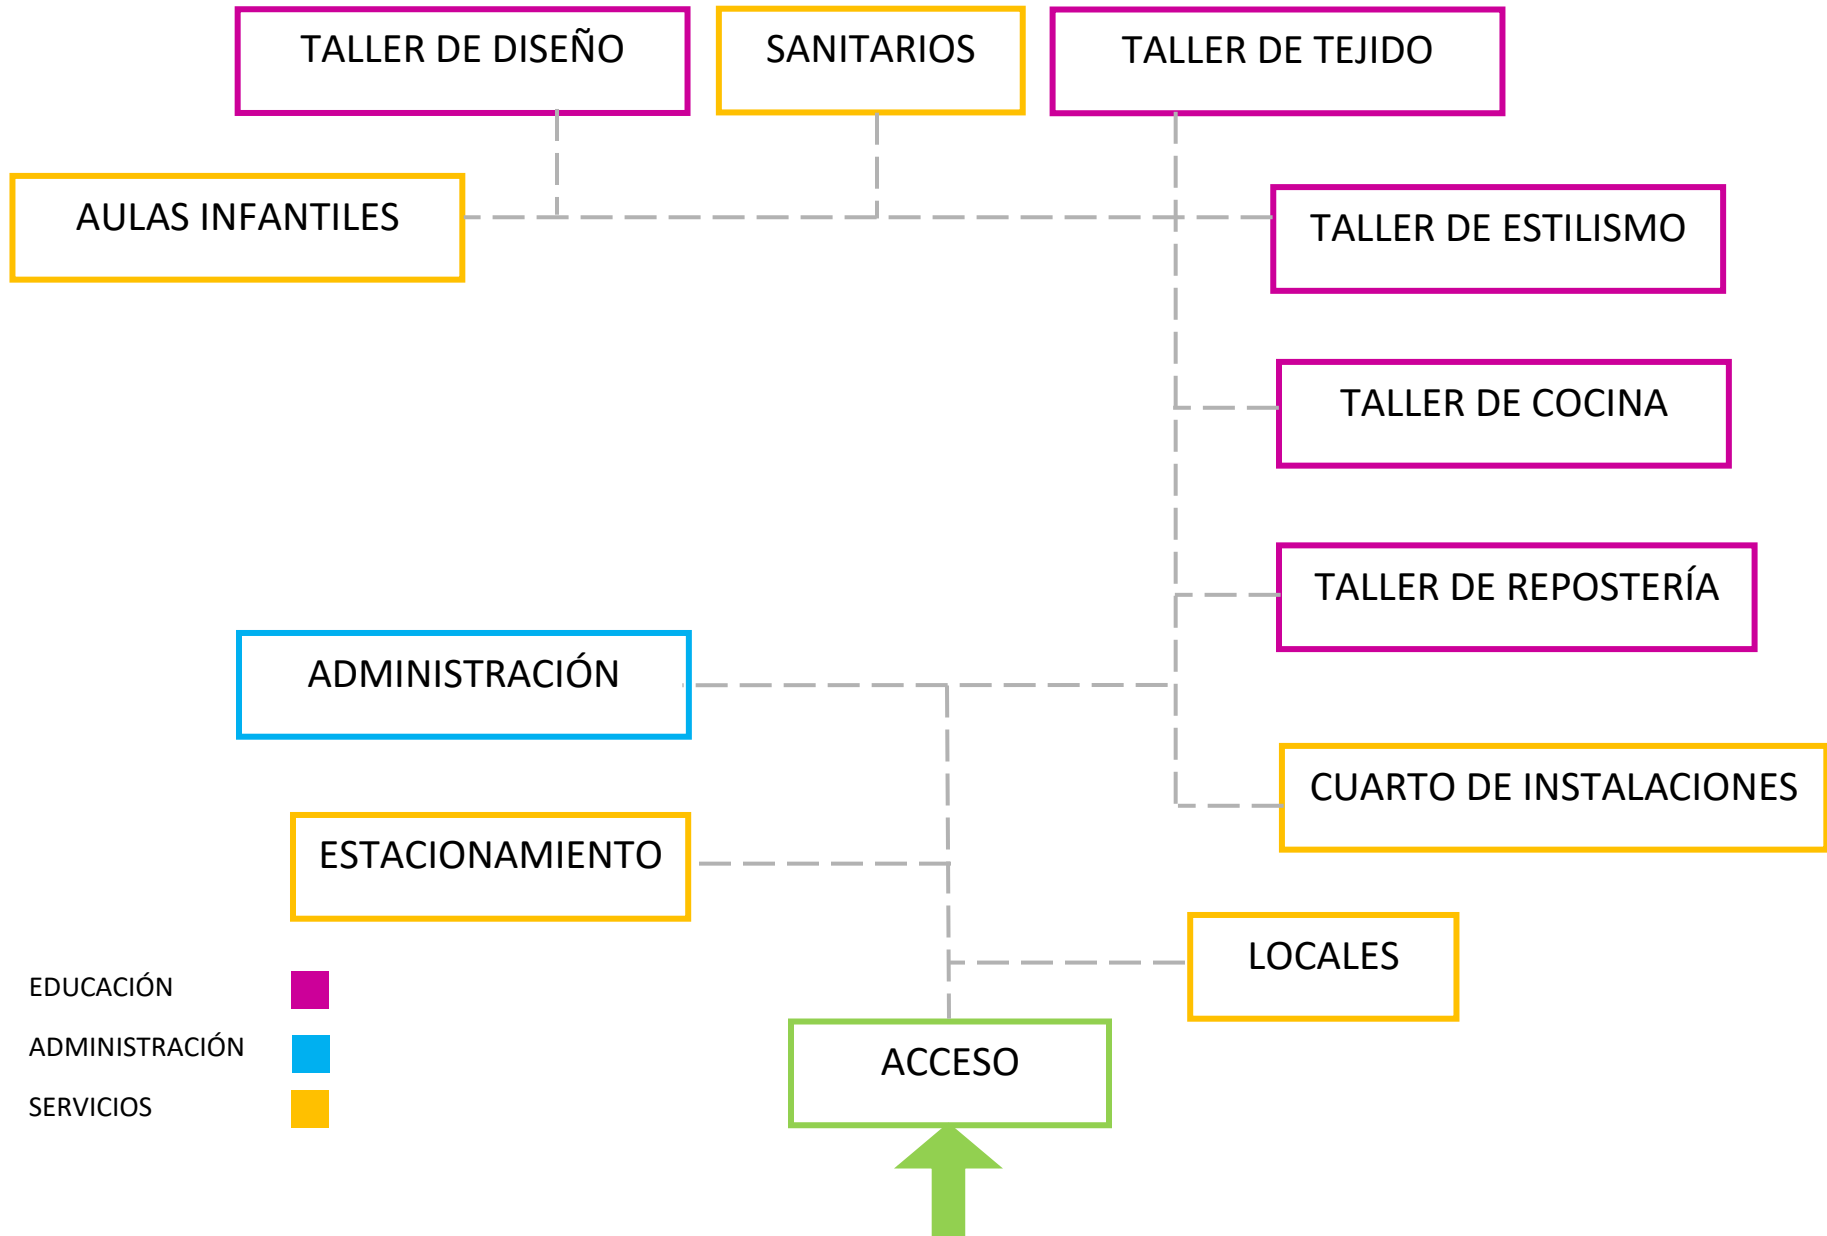 TALLER DE DISEÑO
SANITARIOS
TALLER DE TEJIDO
AULAS INFANTILES
TALLER DE ESTILISMO
TALLER DE COCINA
TALLER DE REPOSTERÍA
ADMINISTRACIÓN
CUARTO DE INSTALACIONES
ESTACIONAMIENTO
LOCALES
ACCESO
EDUCACIÓN
ADMINISTRACIÓN
SERVICIOS